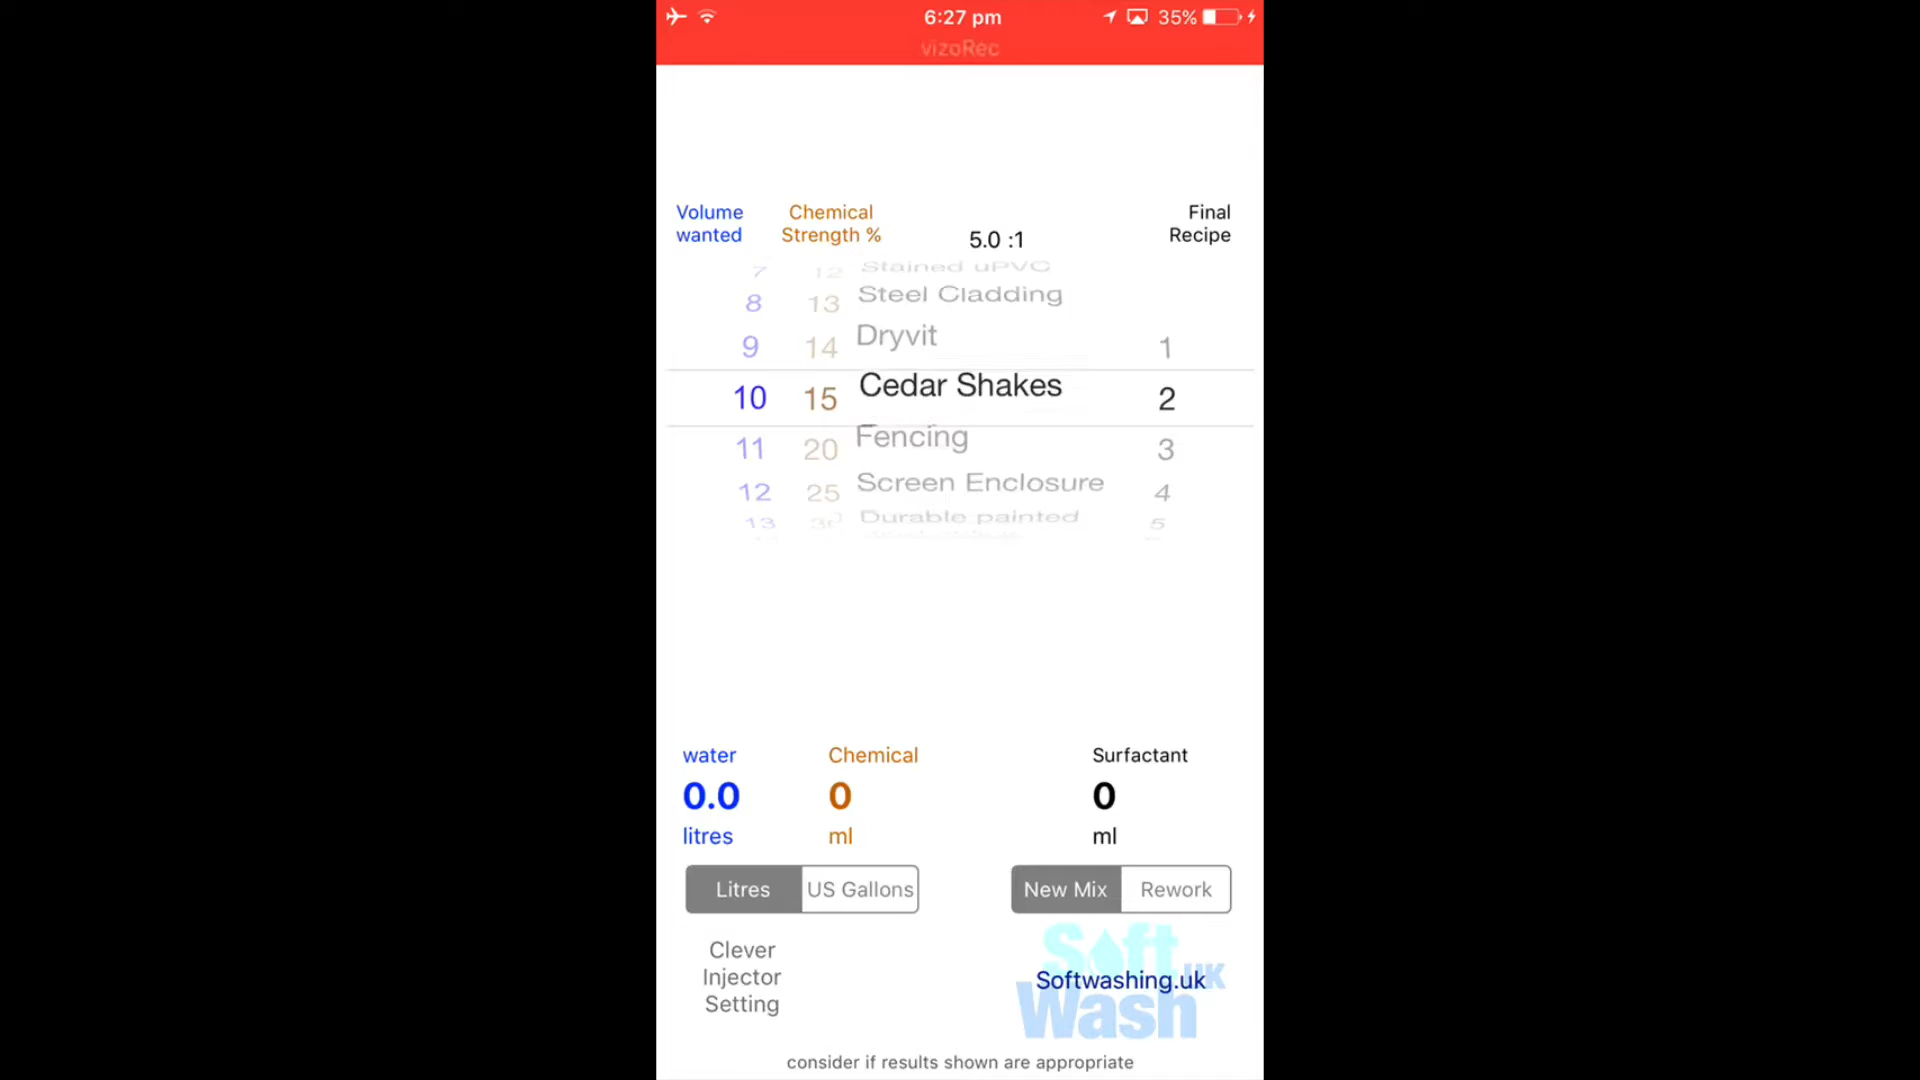 6:27 pm
35%
vizoRec
Volume
wanted
Chemical
Strength %
5.0 :1
Final
Recipe
7 12 Stained uPVC
8 13 Steel Cladding
9 14 Dryvit 1
10 15 Cedar Shakes 2
11 20 Fencing 3
12 25 Screen Enclosure 4
13 Durable painted 5
water Chemical Surfactant
0.0 0 0
litres ml ml
Litres US Gallons New Mix Rework
Clever
Injector
Setting
Soft
UK
Softwashing.uk
Wash
consider if results shown are appropriate